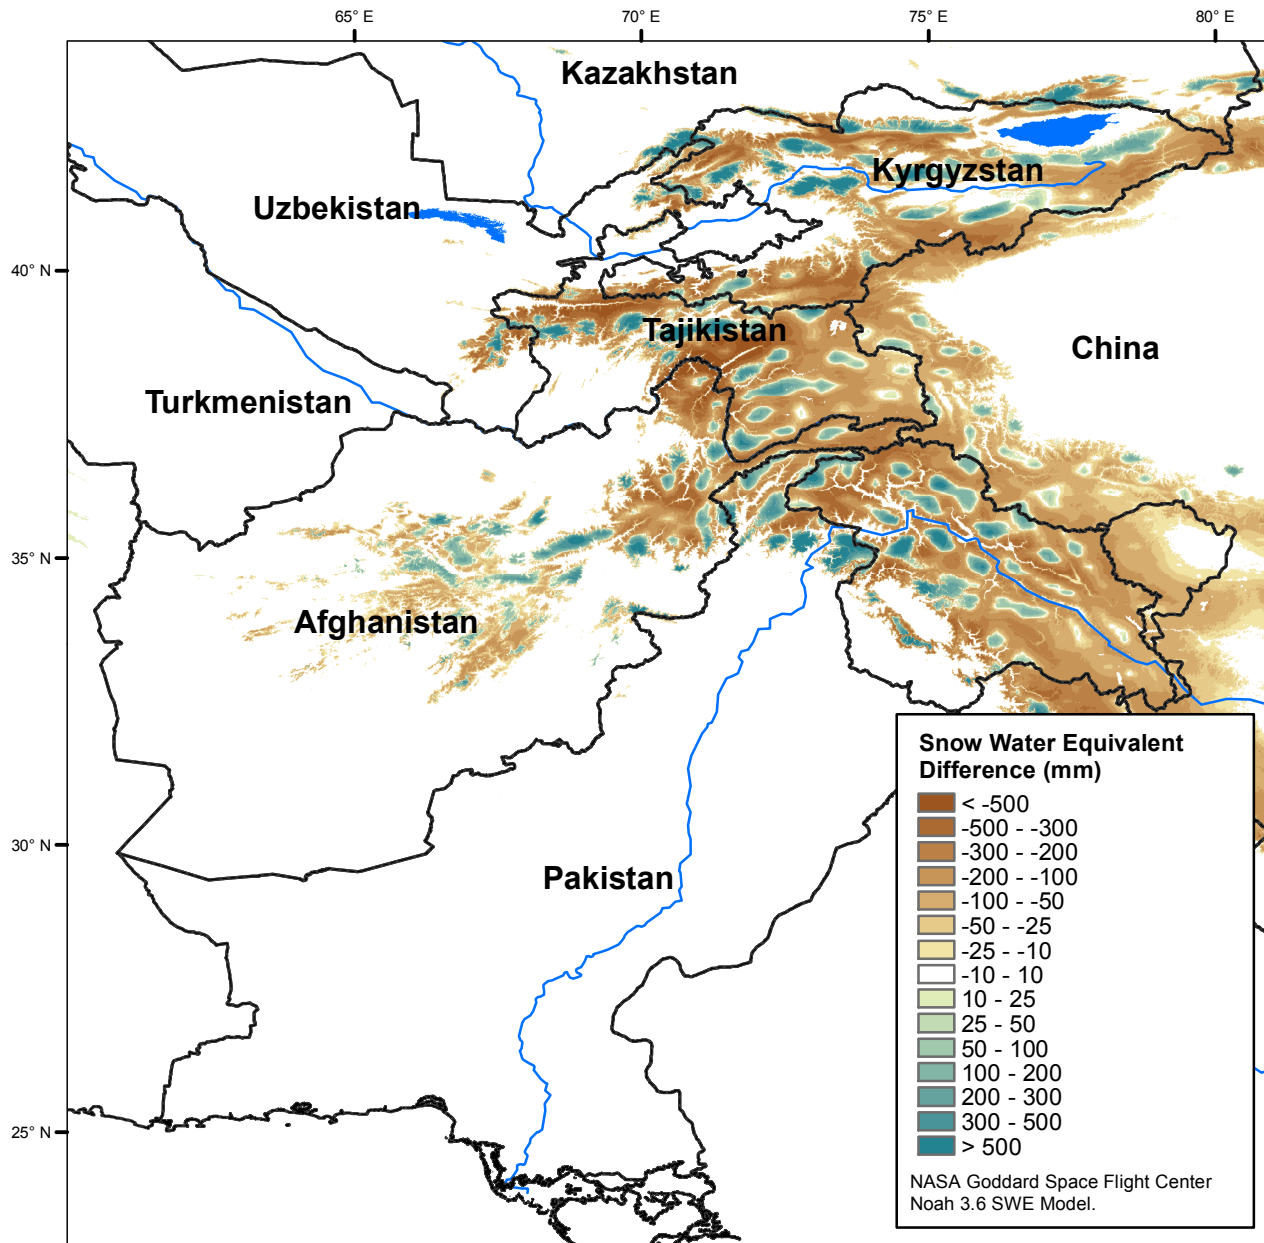 65° E
70° E
75° E
80° E
Kazakhstan
Kyrgyzstan
Uzbekistan
40° N
Tajikistan
China
Turkmenistan
35° N
Afghanistan
30° N
Pakistan
25° N
Snow Water Equivalent
Difference (mm)
< -500
-500 - -300
-300 - -200
-200 - -100
-100 - -50
-50 - -25
-25 - -10
-10 - 10
10 - 25
25 - 50
50 - 100
100 - 200
200 - 300
300 - 500
> 500
NASA Goddard Space Flight Center
Noah 3.6 SWE Model.